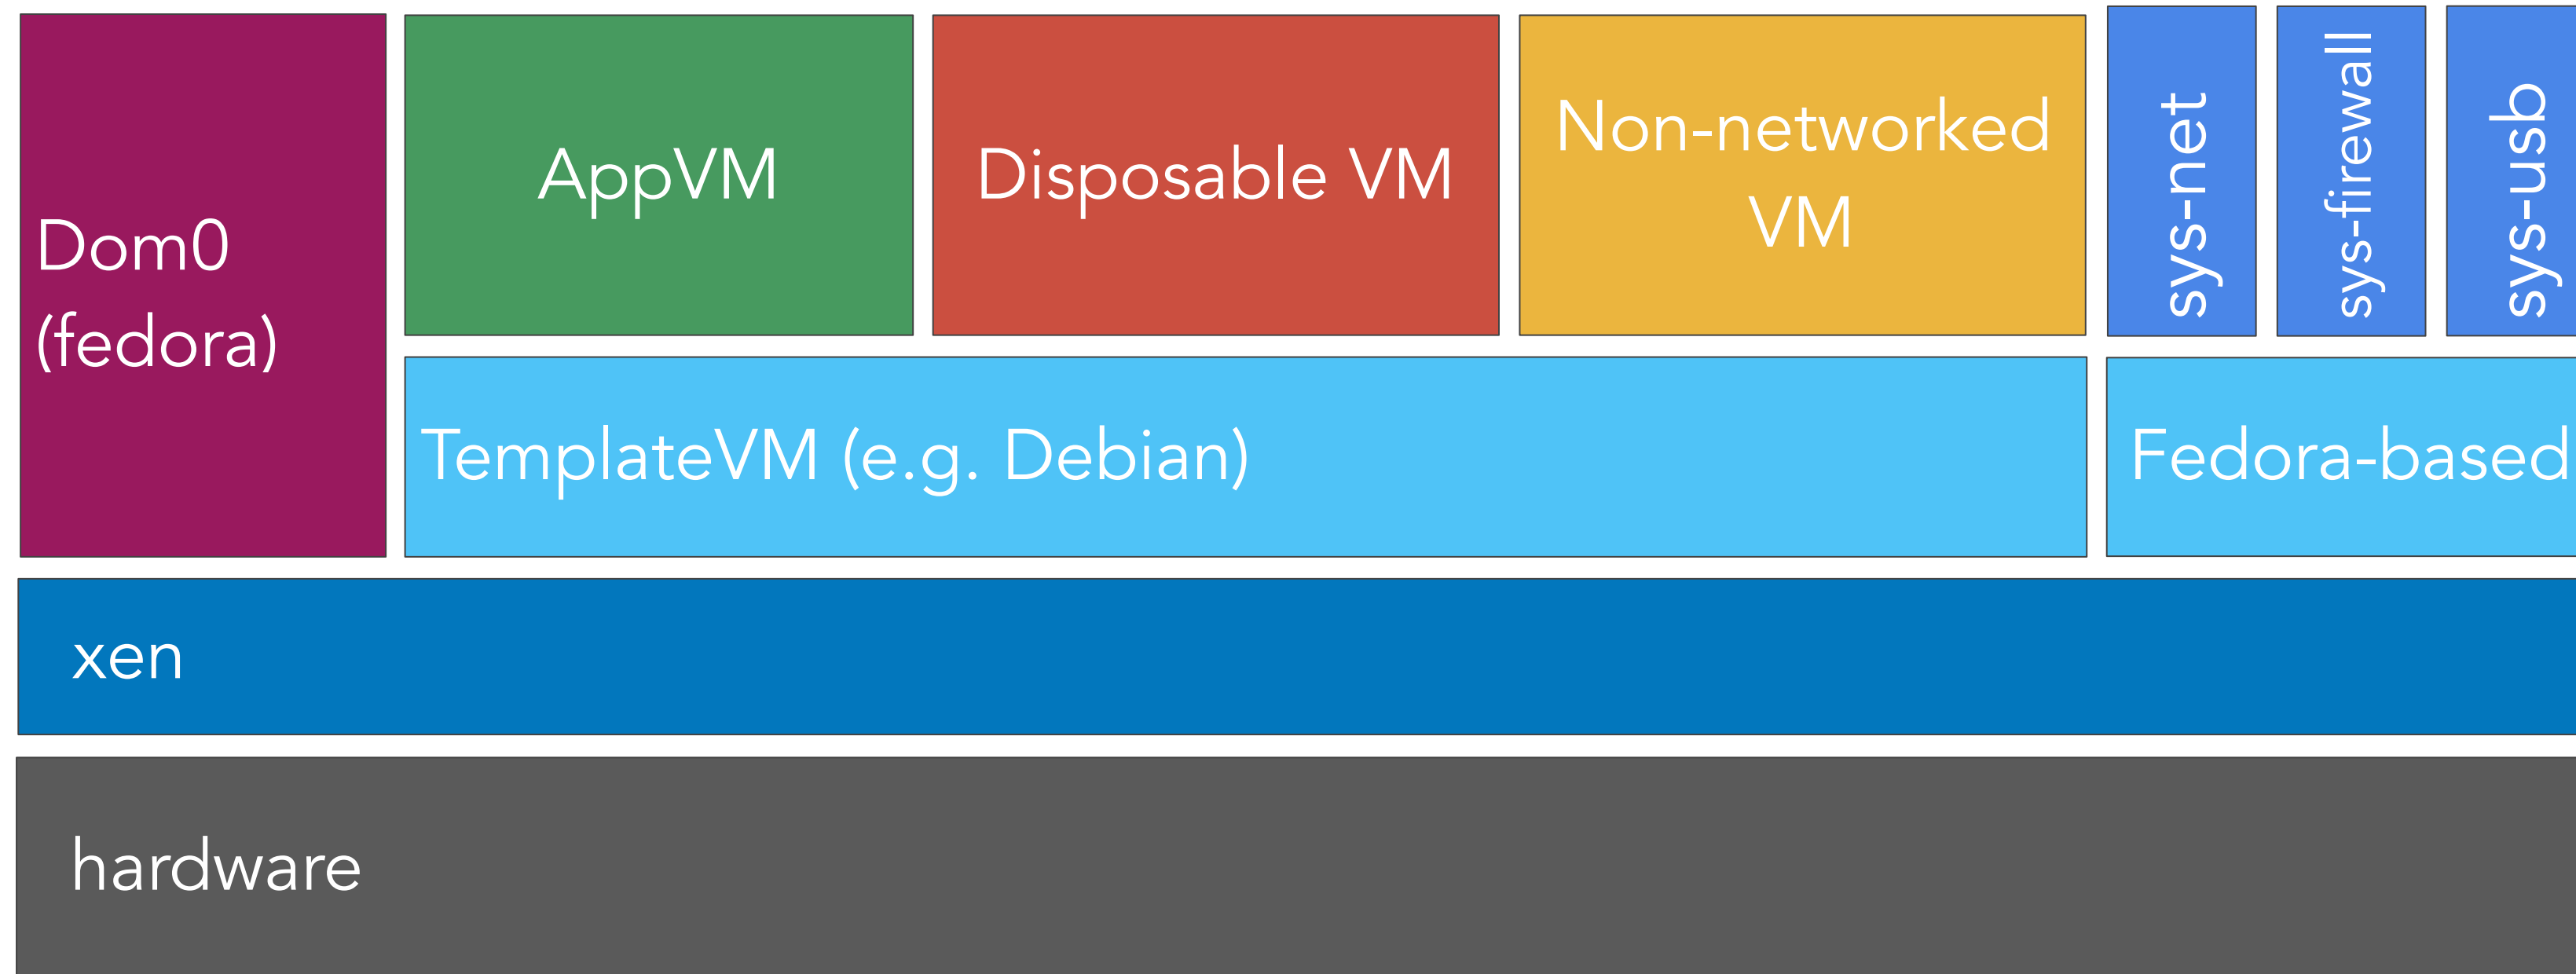 Dom0
(fedora)
AppVM
Disposable VM
Non-networked
VM
sys-net
sys-firewall
sys-usb
TemplateVM (e.g. Debian)
Fedora-based
xen
hardware